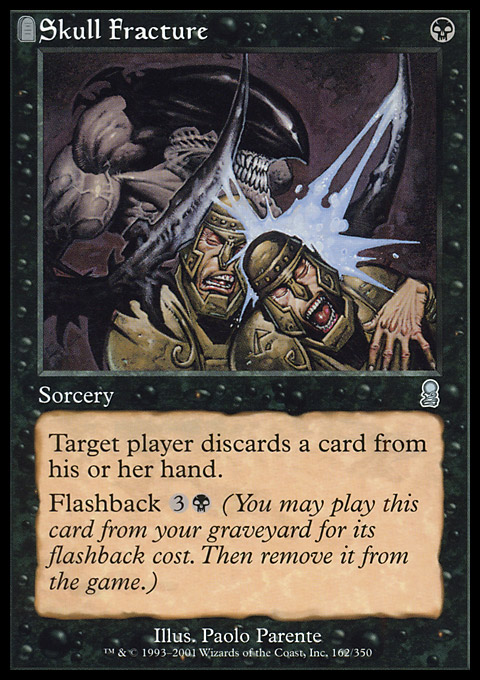 Skull Fracture
Sorcery
Target player discards a card from
his or her hand.
Flashback 3 (You may play this
card from your graveyard for its
flashback cost. Then remove it from
the game.)
Illus. Paolo Parente
™ & © 1993-2001 Wizards of the Coast, Inc. 162/350